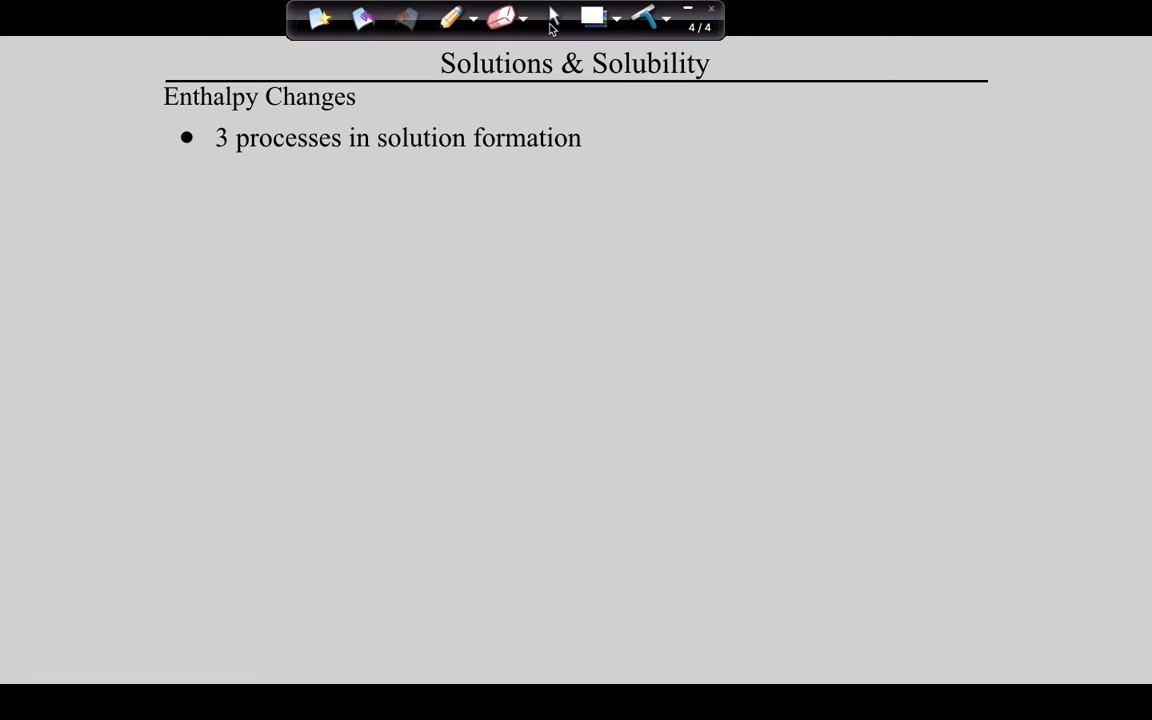 4 / 4
Solutions & Solubility
Enthalpy Changes
● 3 processes in solution formation